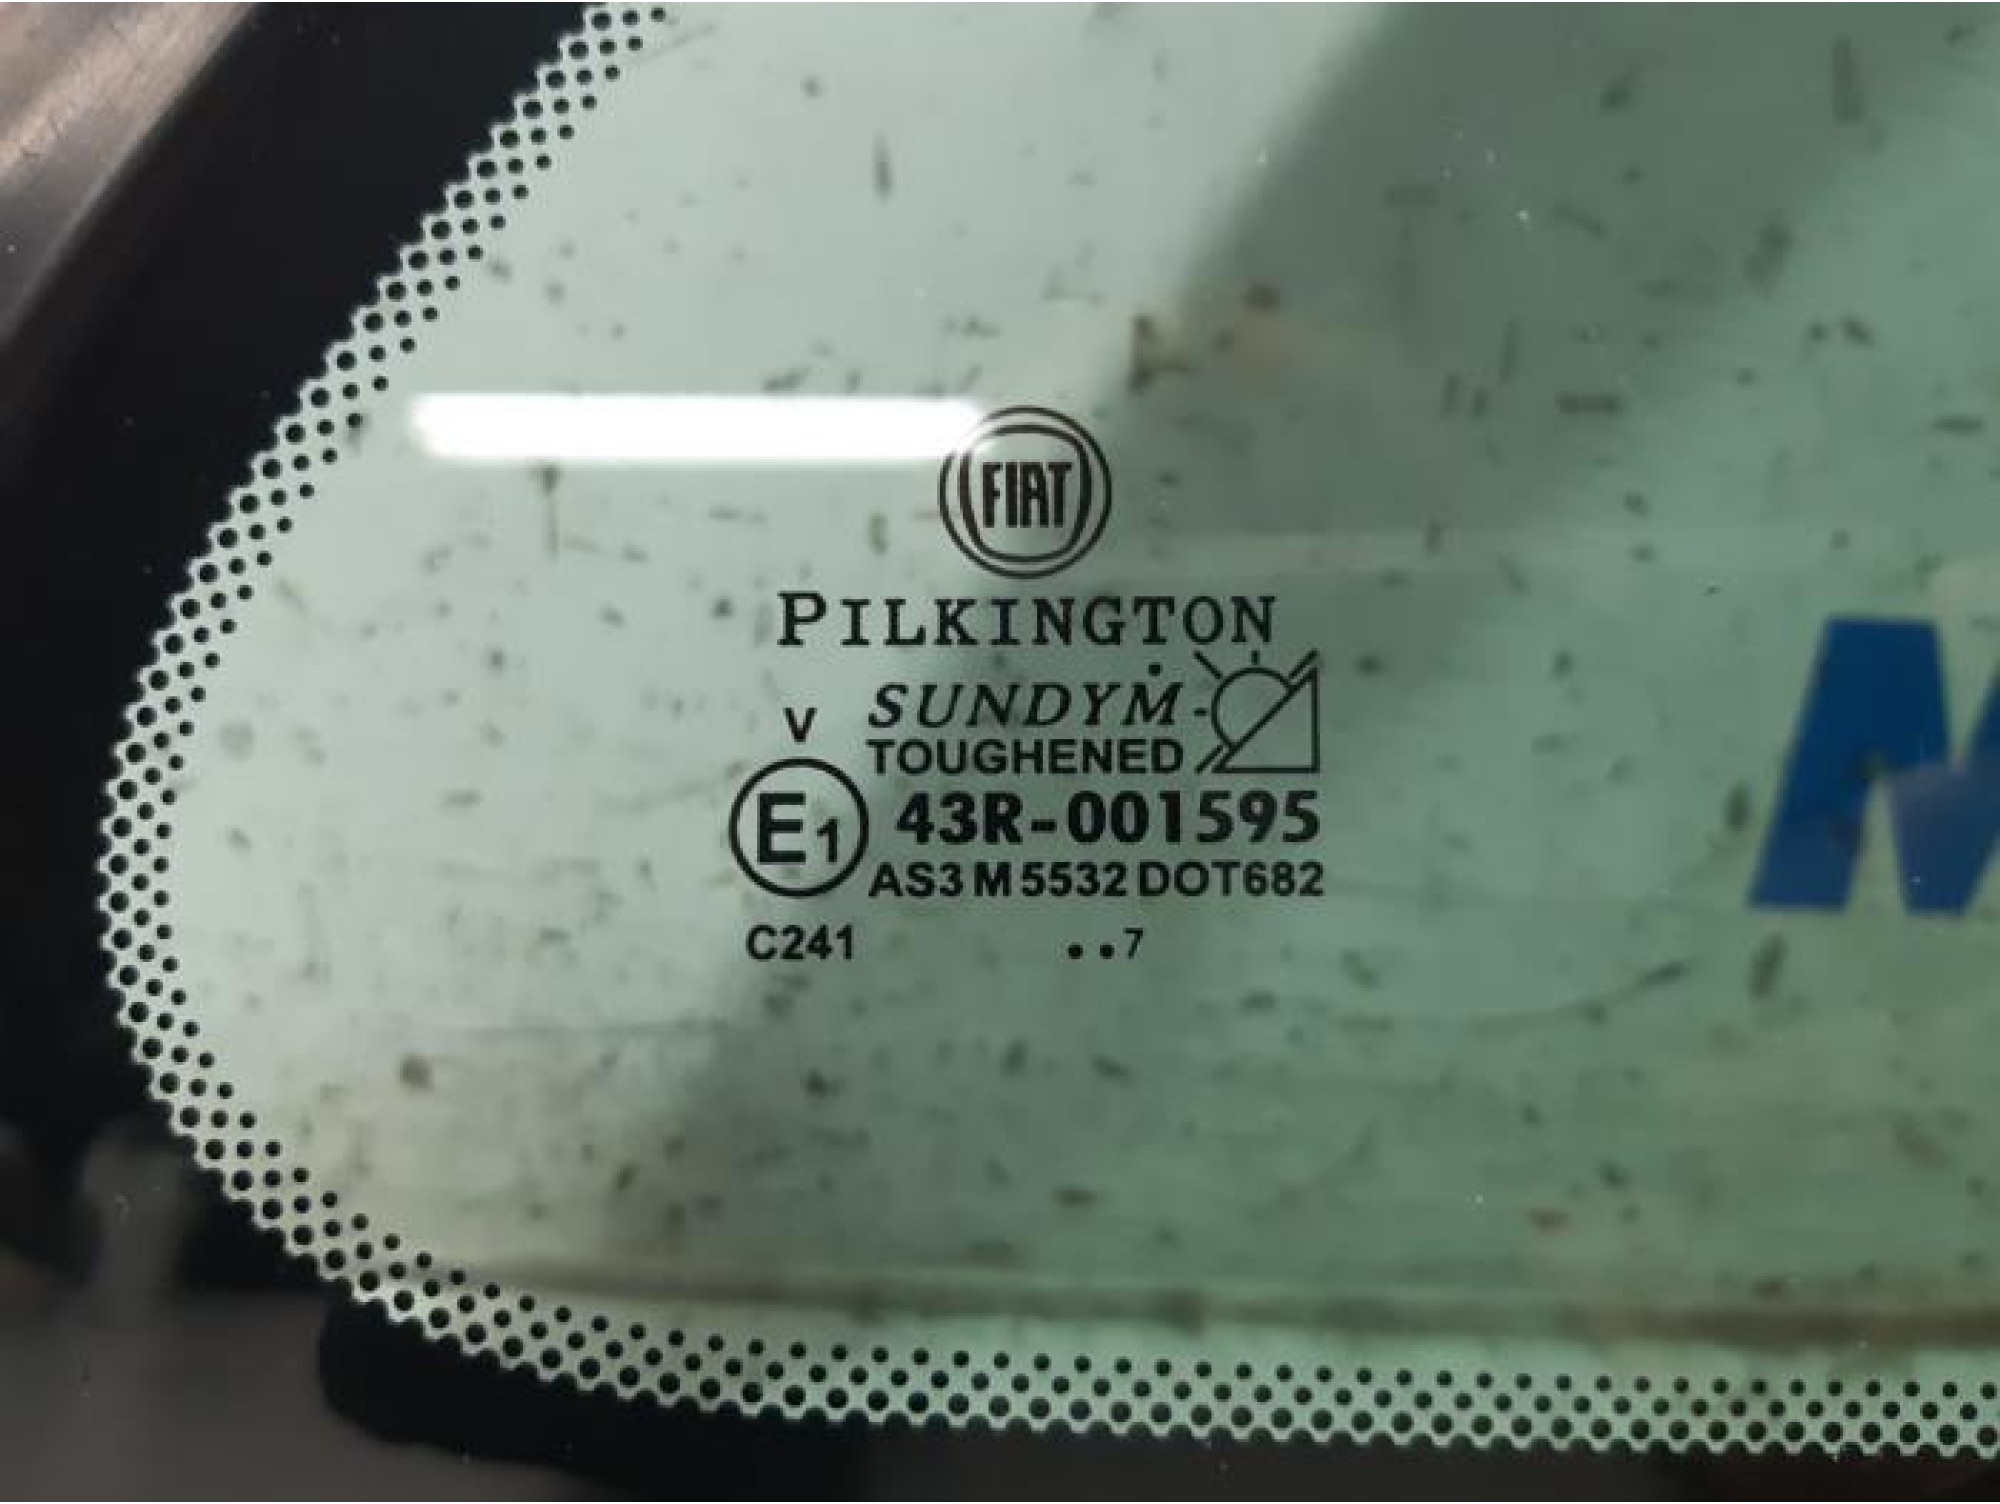 FIAT
PILKINGTON
SUNDYM
V
TOUGHENED
E1
43R-001595
AS3 M5532 DOT682
C241
..7
M